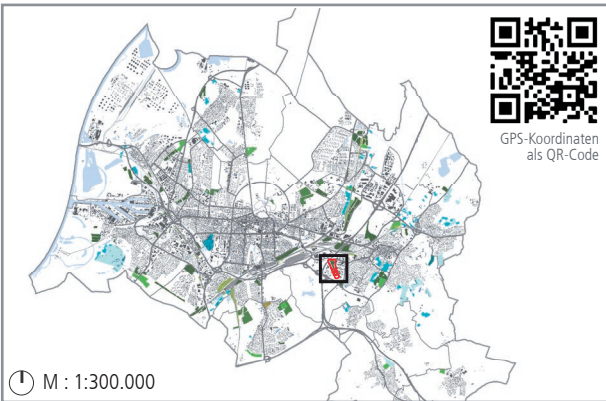 GPS-Koordinaten
als QR-Code
M : 1:300.000